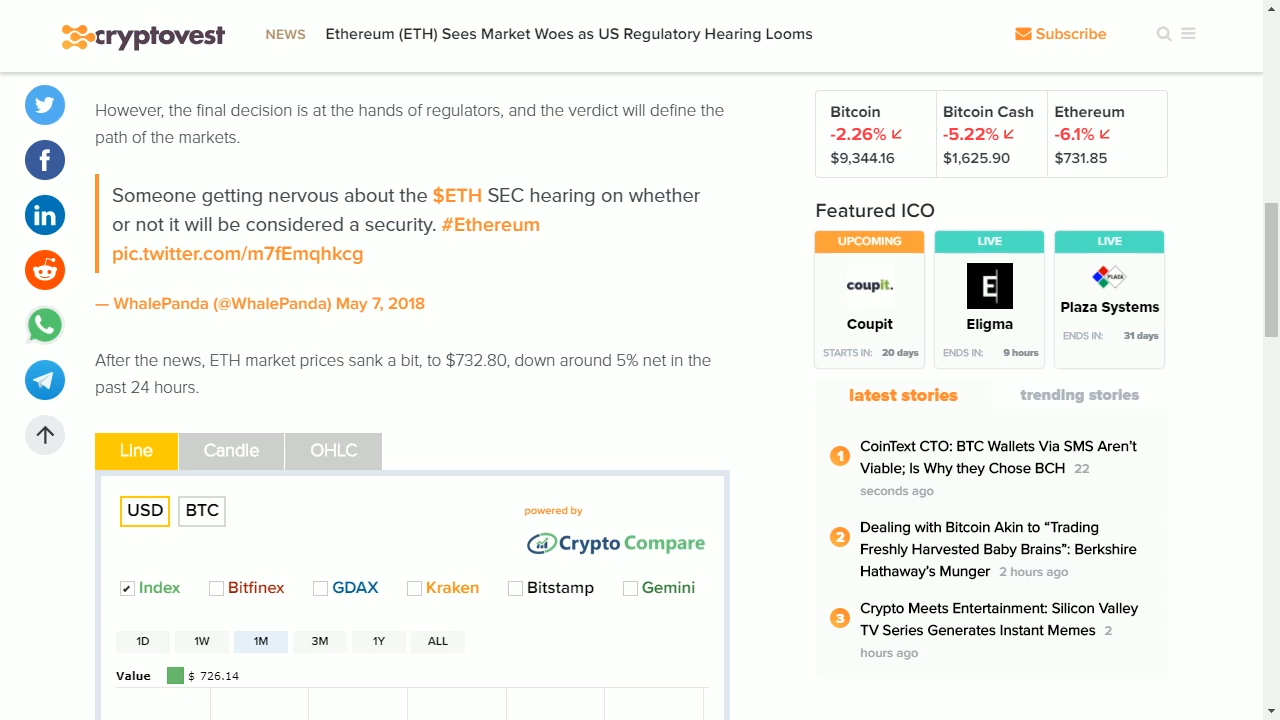 cryptovest
NEWS
Ethereum (ETH) Sees Market Woes as US Regulatory Hearing Looms
Subscribe
However, the final decision is at the hands of regulators, and the verdict will define the
path of the markets.
Someone getting nervous about the $ETH SEC hearing on whether
or not it will be considered a security. #Ethereum
pic.twitter.com/m7fEmqhkcg
— WhalePanda (@WhalePanda) May 7, 2018
After the news, ETH market prices sank a bit, to $732.80, down around 5% net in the
past 24 hours.
Line Candle OHLC
USD BTC
powered by
Crypto Compare
Index Bitfinex GDAX Kraken Bitstamp Gemini
1D 1W 1M 3M 1Y ALL
Value $ 726.14
Bitcoin Bitcoin Cash Ethereum
-2.26% -5.22% -6.1%
$9,344.16 $1,625.90 $731.85
Featured ICO
UPCOMING LIVE LIVE
coupit. E PLAZA
Coupit Eligma Plaza Systems
STARTS IN: 20 days ENDS IN: 9 hours ENDS IN: 31 days
latest stories trending stories
1 CoinText CTO: BTC Wallets Via SMS Aren’t
Viable; Is Why they Chose BCH 22
seconds ago
2 Dealing with Bitcoin Akin to “Trading
Freshly Harvested Baby Brains”: Berkshire
Hathaway’s Munger 2 hours ago
3 Crypto Meets Entertainment: Silicon Valley
TV Series Generates Instant Memes 2
hours ago